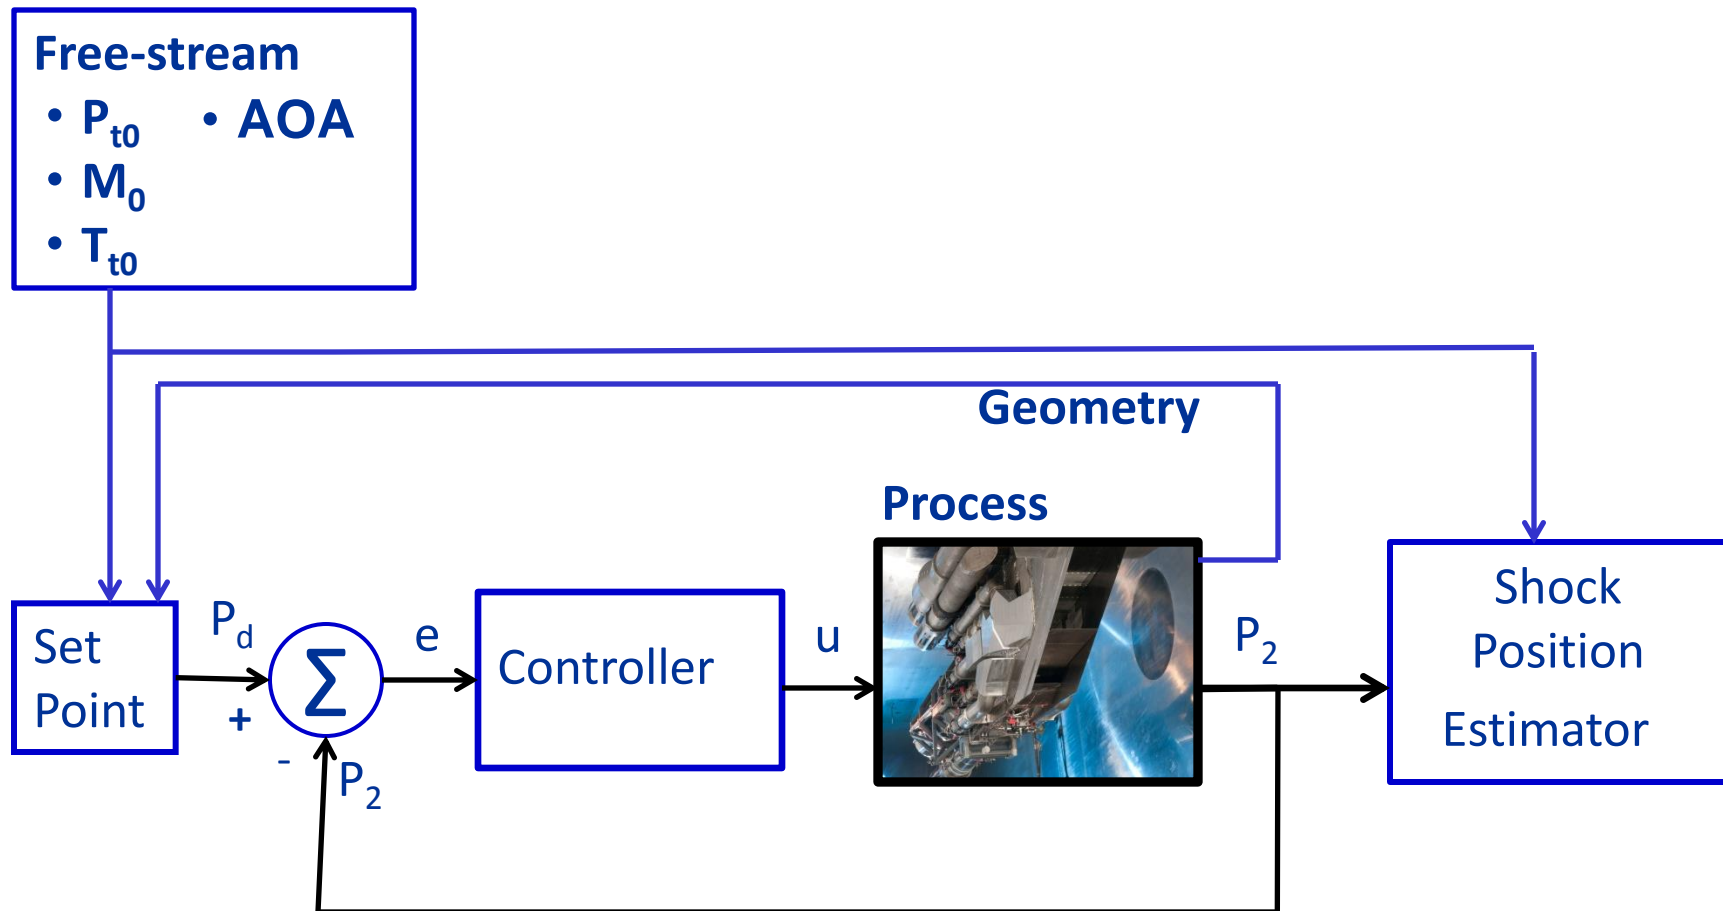 Free-stream
• Pt0 • AOA
• M0
• Tt0
Geometry
Process
Set
Point
Pd
+
-
Σ
P2
e
Controller
u
P2
Shock
Position
Estimator